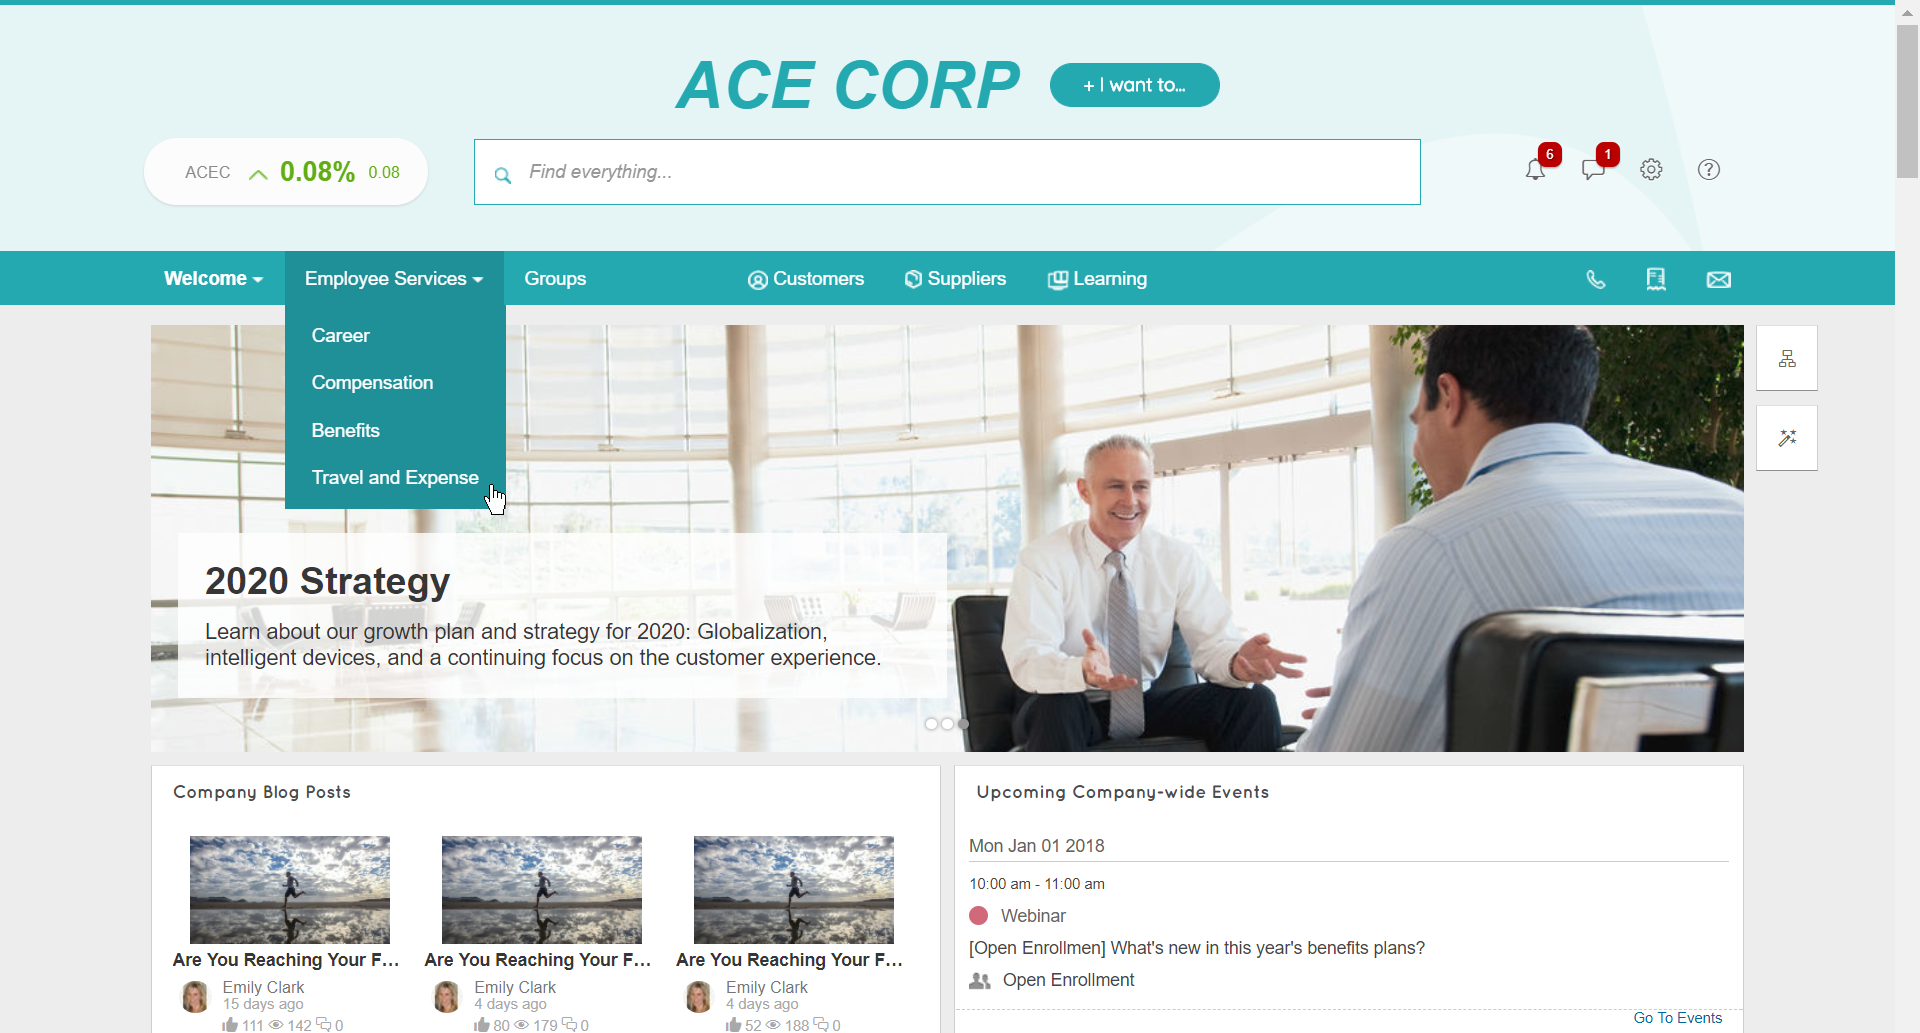 ACE CORP
+ I want to...
ACEC 0.08% 0.08
Find everything...
6
1
?
Welcome
Employee Services
Groups
Customers
Suppliers
Learning
Career
Compensation
Benefits
Travel and Expense
2020 Strategy
Learn about our growth plan and strategy for 2020: Globalization,
intelligent devices, and a continuing focus on the customer experience.
Company Blog Posts
Are You Reaching Your F...
Emily Clark
15 days ago
111 142 0
Are You Reaching Your F...
Emily Clark
4 days ago
80 179 0
Are You Reaching Your F...
Emily Clark
4 days ago
52 188 0
Upcoming Company-wide Events
Mon Jan 01 2018
10:00 am - 11:00 am
Webinar
[Open Enrollmen] What's new in this year's benefits plans?
Open Enrollment
Go To Events